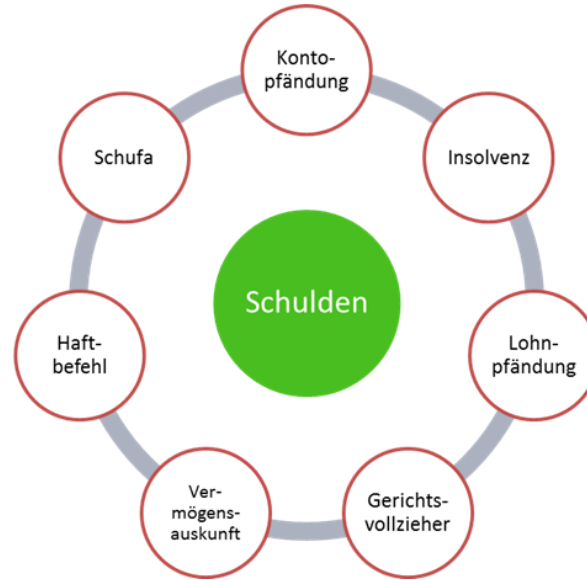 Konto-
pfändung
Insolvenz
Lohn-
pfändung
Gerichts-
vollzieher
Ver-
mögens-
auskunft
Haft-
befehl
Schufa
Schulden